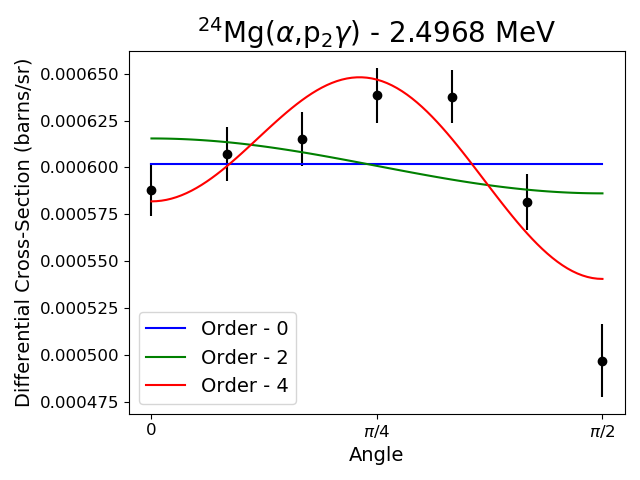 ²⁴Mg(α,p₂γ) - 2.4968 MeV
Differential Cross-Section (barns/sr)
0.000650
0.000625
0.000600
0.000575
0.000550
0.000525
0.000500
0.000475
Order - 0
Order - 2
Order - 4
0
π/4
π/2
Angle